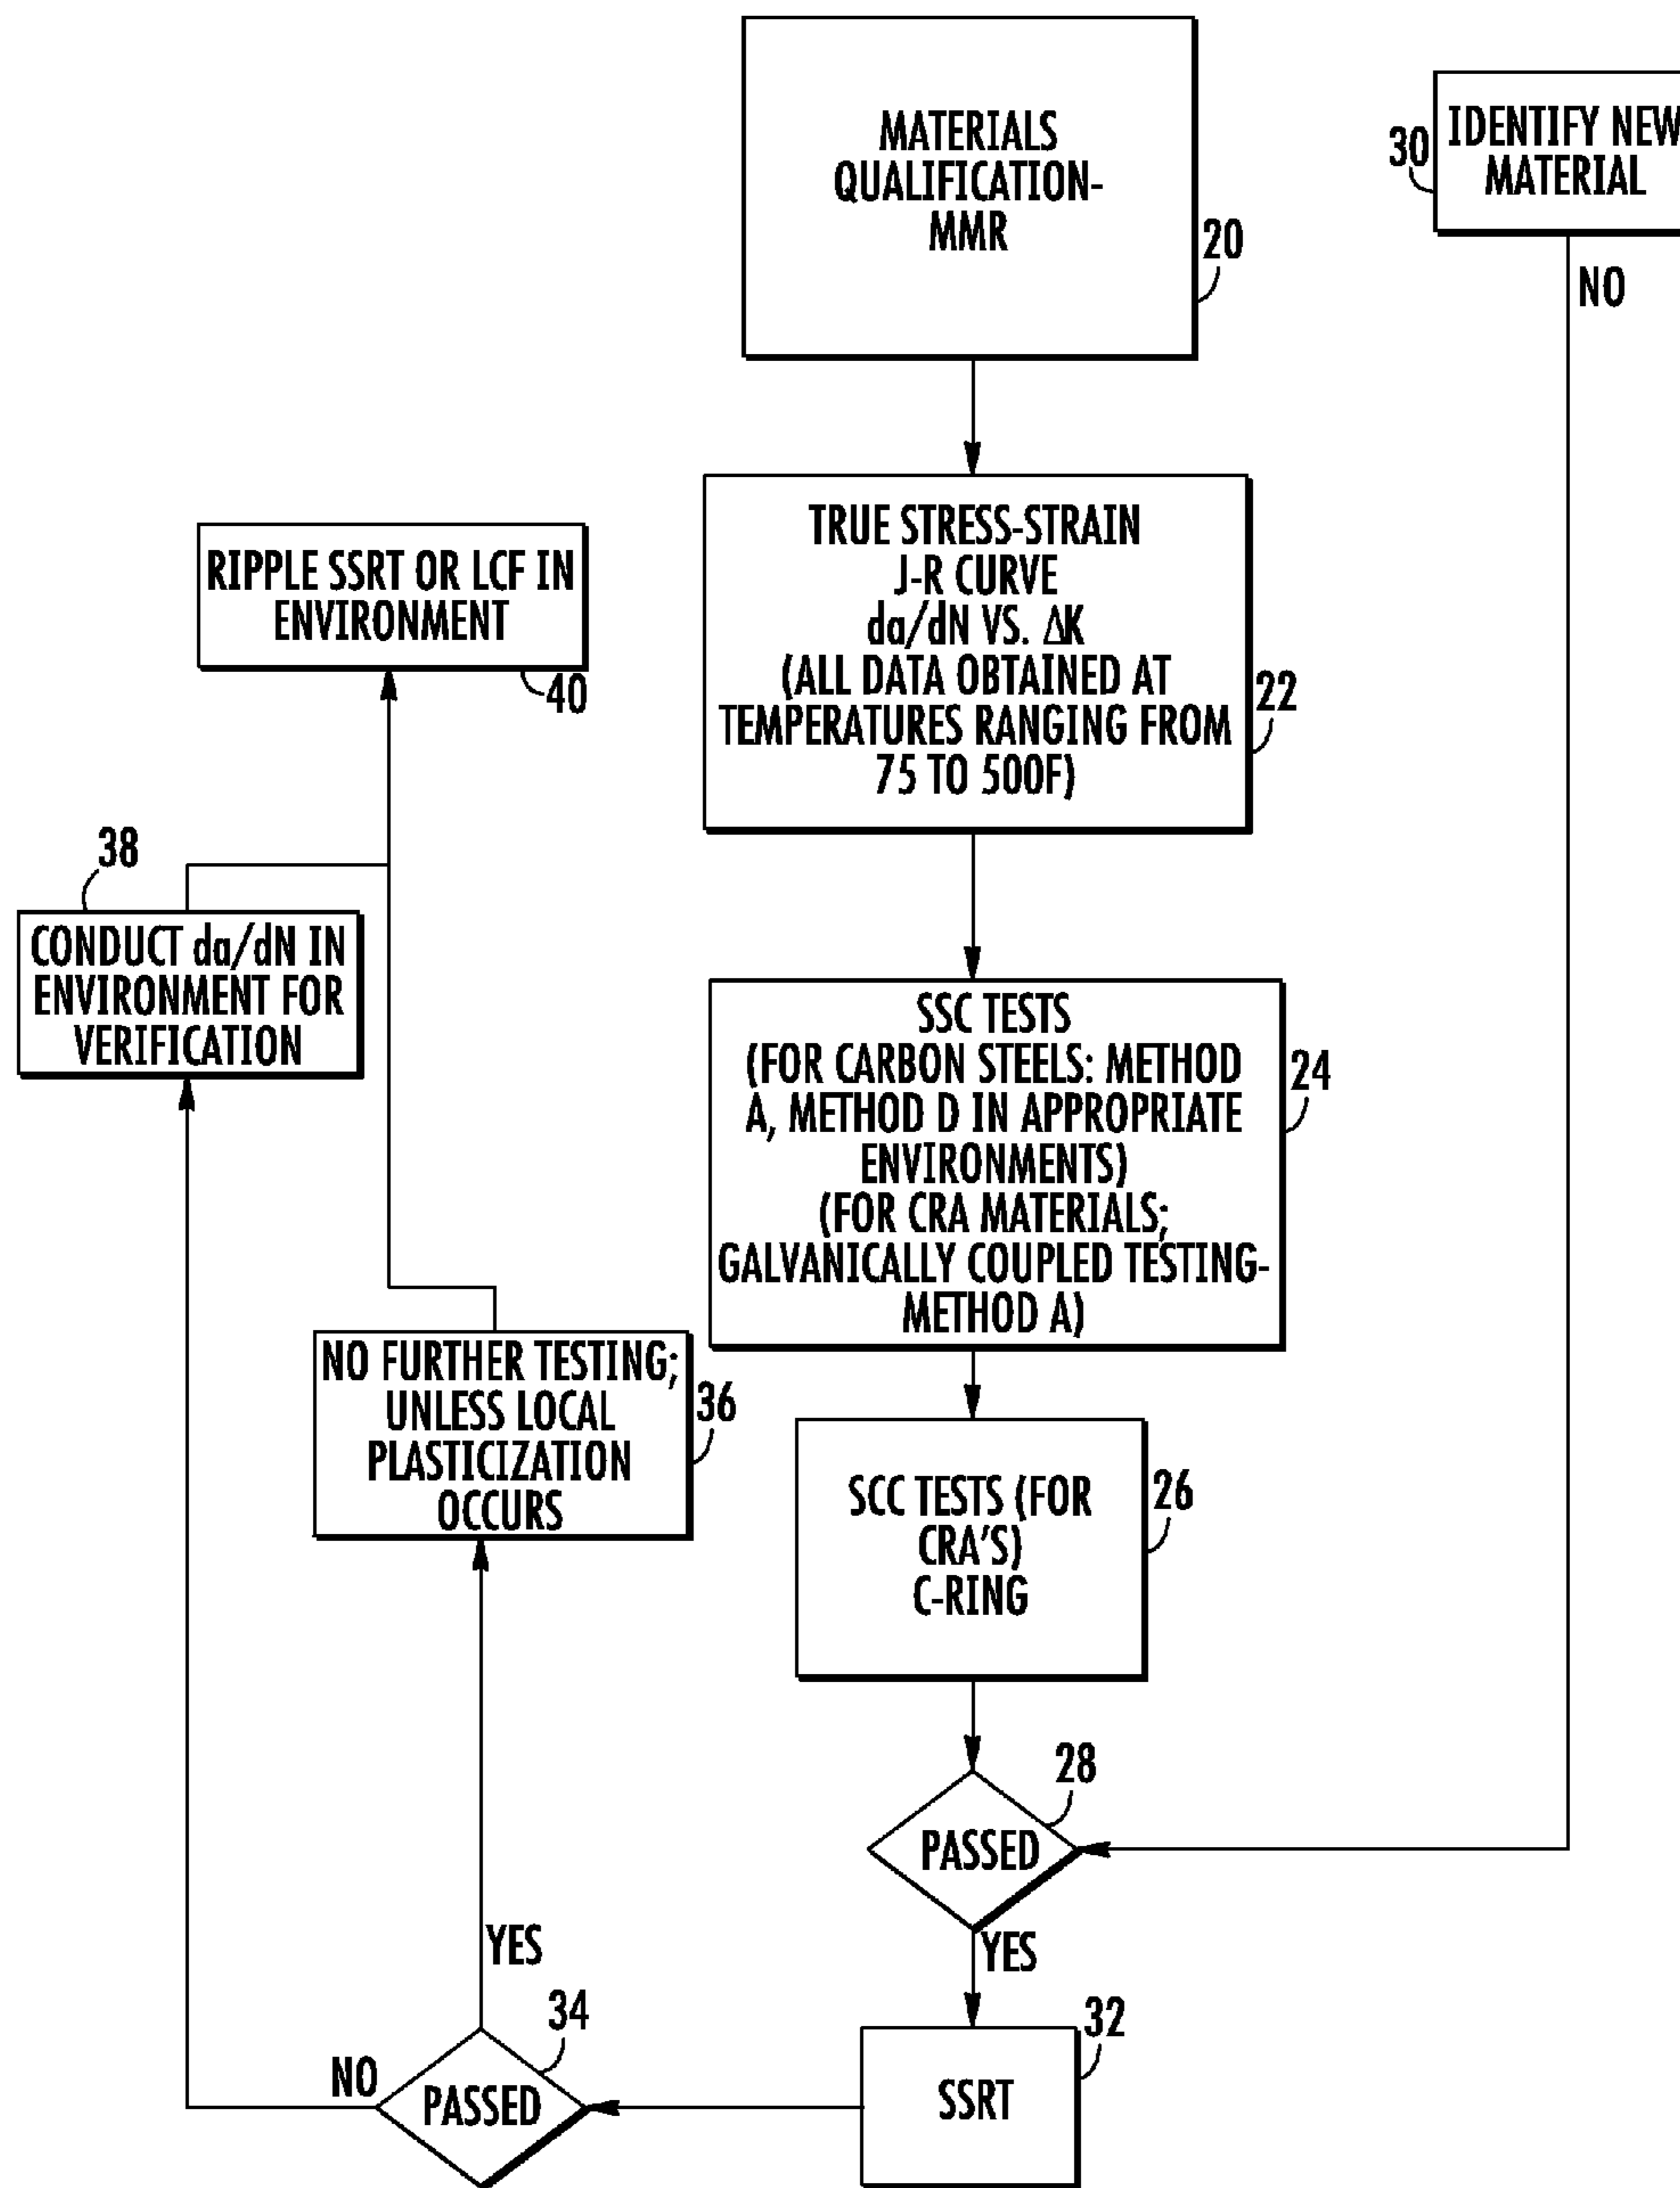 MATERIALS
QUALIFICATION-
MMR
20
IDENTIFY NEW
MATERIAL
30
NO
TRUE STRESS-STRAIN
J-R CURVE
da/dN VS. ΔK
(ALL DATA OBTAINED AT
TEMPERATURES RANGING FROM
75 TO 500F)
22
RIPPLE SSRT OR LCF IN
ENVIRONMENT
40
38
CONDUCT da/dN IN
ENVIRONMENT FOR
VERIFICATION
SSC TESTS
(FOR CARBON STEELS: METHOD
A, METHOD D IN APPROPRIATE
ENVIRONMENTS)
(FOR CRA MATERIALS;
GALVANICALLY COUPLED TESTING-
METHOD A)
24
NO FURTHER TESTING;
UNLESS LOCAL
PLASTICIZATION
OCCURS
36
SCC TESTS (FOR
CRA'S)
C-RING
26
28
PASSED
YES
YES
34
NO
PASSED
32
SSRT